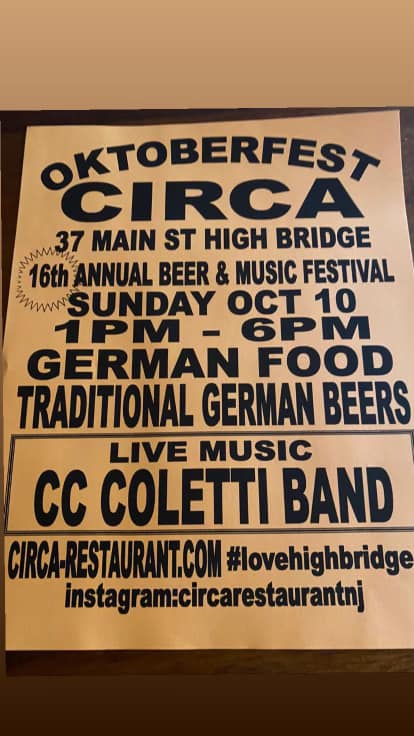 OKTOBERFEST
CIRCA
37 MAIN ST HIGH BRIDGE
16th ANNUAL BEER & MUSIC FESTIVAL
SUNDAY OCT 10
1PM - 6PM
GERMAN FOOD
TRADITIONAL GERMAN BEERS
LIVE MUSIC
CC COLETTI BAND
CIRCA-RESTAURANT.COM #lovehighbridge
instagram:circarestaurantnj